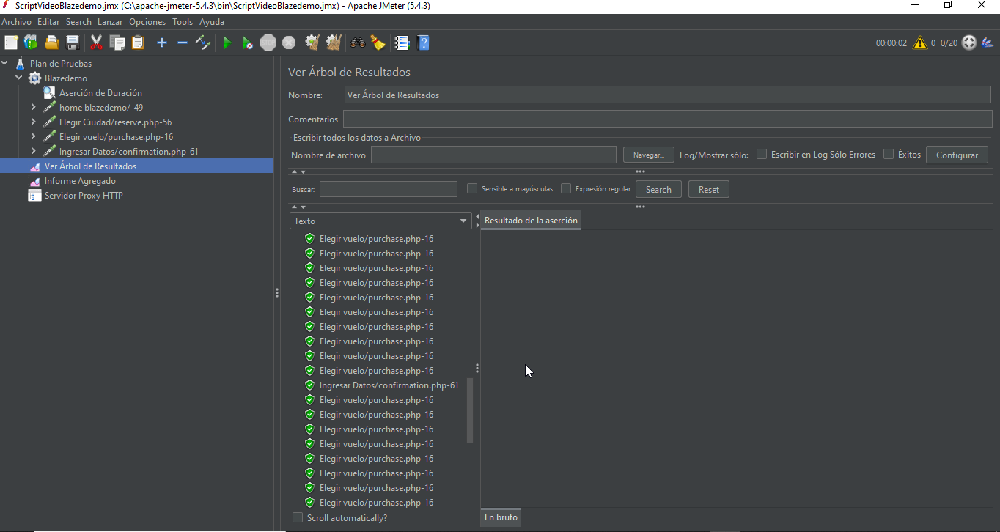 ScriptVideoBlazedemo.jmx (C:\apache-jmeter-5.4.3\bin\ScriptVideoBlazedemo.jmx) - Apache JMeter (5.4.3)
Archivo Editar Search Lanzar Opciones Tools Ayuda
STOP 00:00:02 0 0/20
Plan de Pruebas
Blazedemo
Aserción de Duración
home blazedemo/-49
Elegir Ciudad/reserve.php-56
Elegir vuelo/purchase.php-16
Ingresar Datos/confirmation.php-61
Ver Árbol de Resultados
Informe Agregado
Servidor Proxy HTTP
Ver Árbol de Resultados
Nombre: Ver Árbol de Resultados
Comentarios
Escribir todos los datos a Archivo
Nombre de archivo Navegar... Log/Mostrar sólo: Escribir en Log Sólo Errores Éxitos Configurar
Buscar: Sensible a mayúsculas Expresión regular Search Reset
Texto
Elegir vuelo/purchase.php-16
Elegir vuelo/purchase.php-16
Elegir vuelo/purchase.php-16
Elegir vuelo/purchase.php-16
Elegir vuelo/purchase.php-16
Elegir vuelo/purchase.php-16
Elegir vuelo/purchase.php-16
Elegir vuelo/purchase.php-16
Elegir vuelo/purchase.php-16
Elegir vuelo/purchase.php-16
Ingresar Datos/confirmation.php-61
Elegir vuelo/purchase.php-16
Elegir vuelo/purchase.php-16
Elegir vuelo/purchase.php-16
Elegir vuelo/purchase.php-16
Elegir vuelo/purchase.php-16
Elegir vuelo/purchase.php-16
Elegir vuelo/purchase.php-16
Elegir vuelo/purchase.php-16
Scroll automatically?
Resultado de la aserción
En bruto